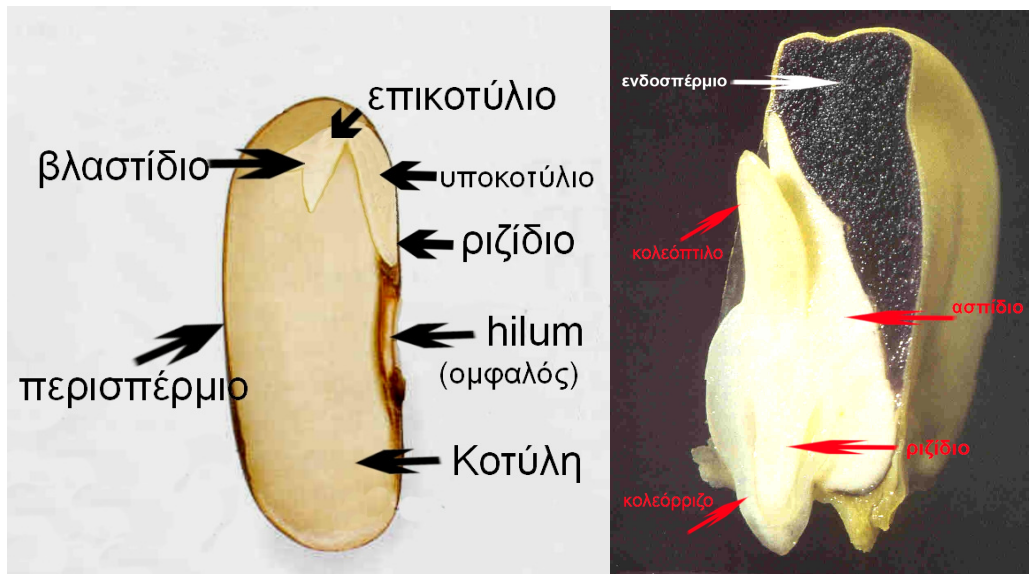 επικοτύλιο
βλαστίδιο
υποκοτύλιο
ριζίδιο
hilum
(ομφαλός)
περισπέρμιο
Κοτύλη
ενδοσπέρμιο
κολεόπτιλο
ασπίδιο
ριζίδιο
κολεόρριζο